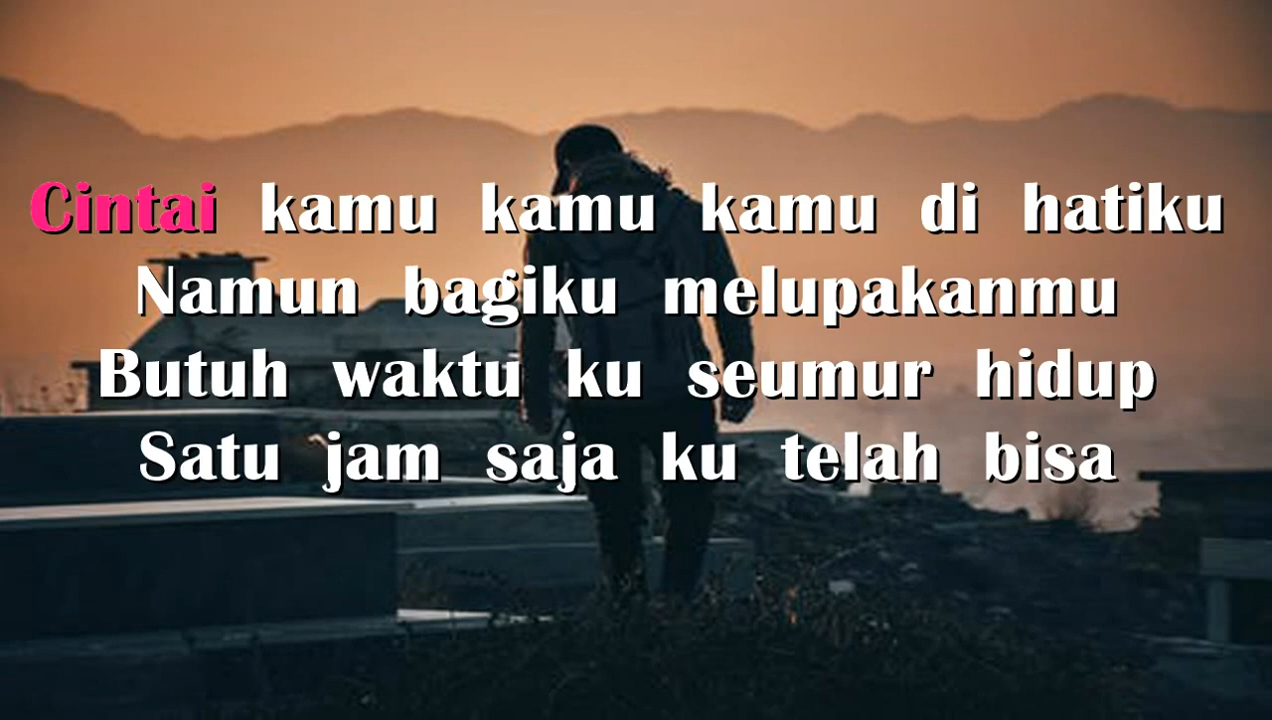 Cintai kamu kamu kamu di hatiku
Namun bagiku melupakanmu
Butuh waktu ku seumur hidup
Satu jam saja ku telah bisa